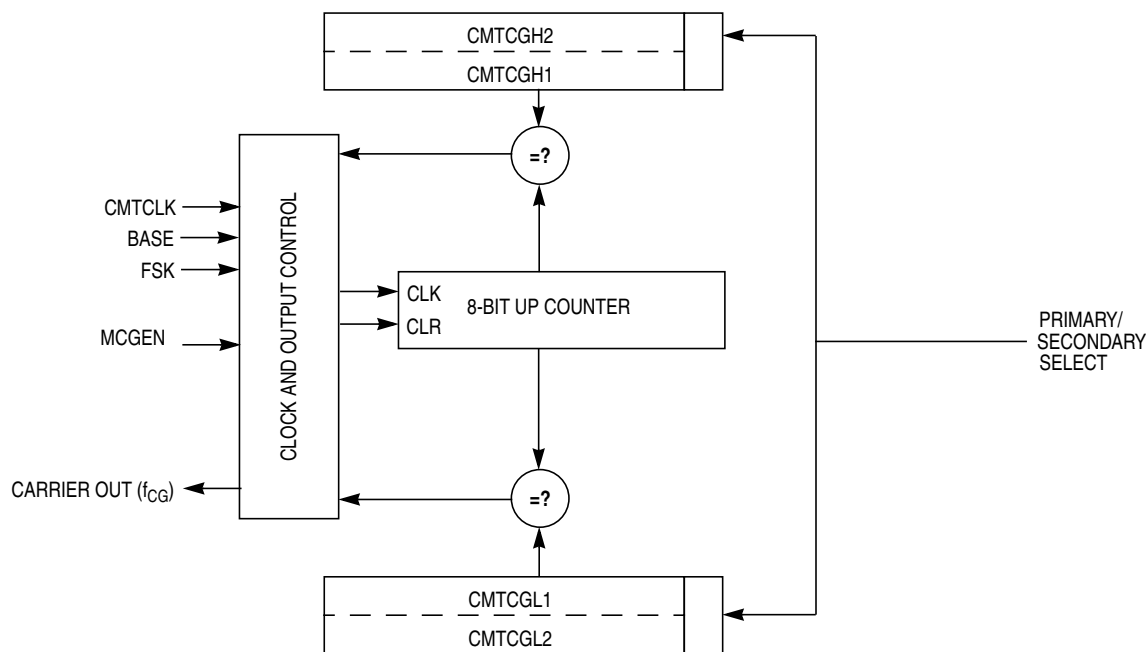 CMTCGH2
CMTCGH1
=?
CMTCLK
BASE
FSK
MCGEN
CLOCK AND OUTPUT CONTROL
CLK
CLR
8-BIT UP COUNTER
PRIMARY/
SECONDARY
SELECT
CARRIER OUT (fCG)
=?
CMTCGL1
CMTCGL2